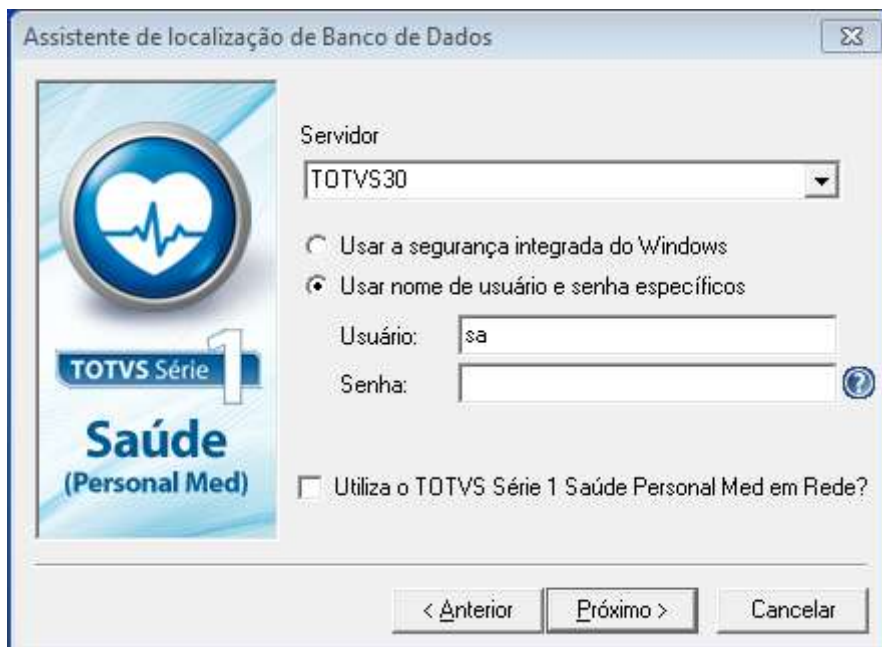 Assistente de localização de Banco de Dados
Servidor
TOTVS30
Usar a segurança integrada do Windows
Usar nome de usuário e senha específicos
Usuário: sa
Senha:
TOTVS Série 1
Saúde
(Personal Med)
Utiliza o TOTVS Série 1 Saúde Personal Med em Rede?
< Anterior Próximo > Cancelar